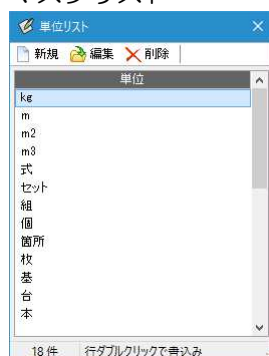 単位リスト
新規 編集 削除
単位
kg
m
m2
m3
式
セット
組
個
箇所
枚
基
台
本
18 件 行ダブルクリックで書込み